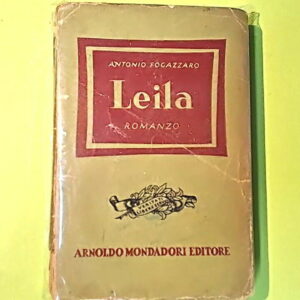 ANTONIO FOGAZZARO
Leila
ROMANZO
ARNOLDO MONDADORI EDITORE